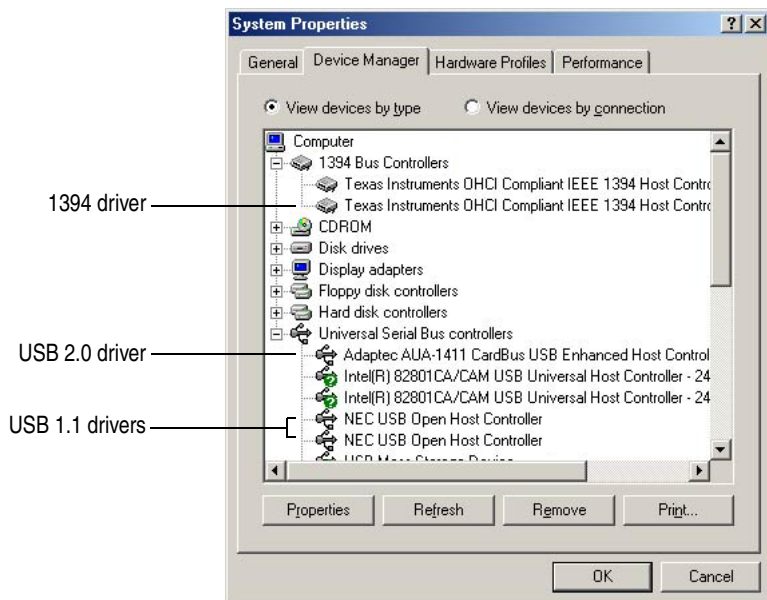 System Properties
General Device Manager Hardware Profiles Performance
View devices by type View devices by connection
Computer
1394 Bus Controllers
Texas Instruments OHCI Compliant IEEE 1394 Host Contro
1394 driver Texas Instruments OHCI Compliant IEEE 1394 Host Contro
CDROM
Disk drives
Display adapters
Floppy disk controllers
Hard disk controllers
Universal Serial Bus controllers
USB 2.0 driver Adaptec AUA-1411 CardBus USB Enhanced Host Control
Intel(R) 82801CA/CAM USB Universal Host Controller - 24
Intel(R) 82801CA/CAM USB Universal Host Controller - 24
USB 1.1 drivers NEC USB Open Host Controller
NEC USB Open Host Controller
USB Mass Storage Device
Properties Refresh Remove Print...
OK Cancel